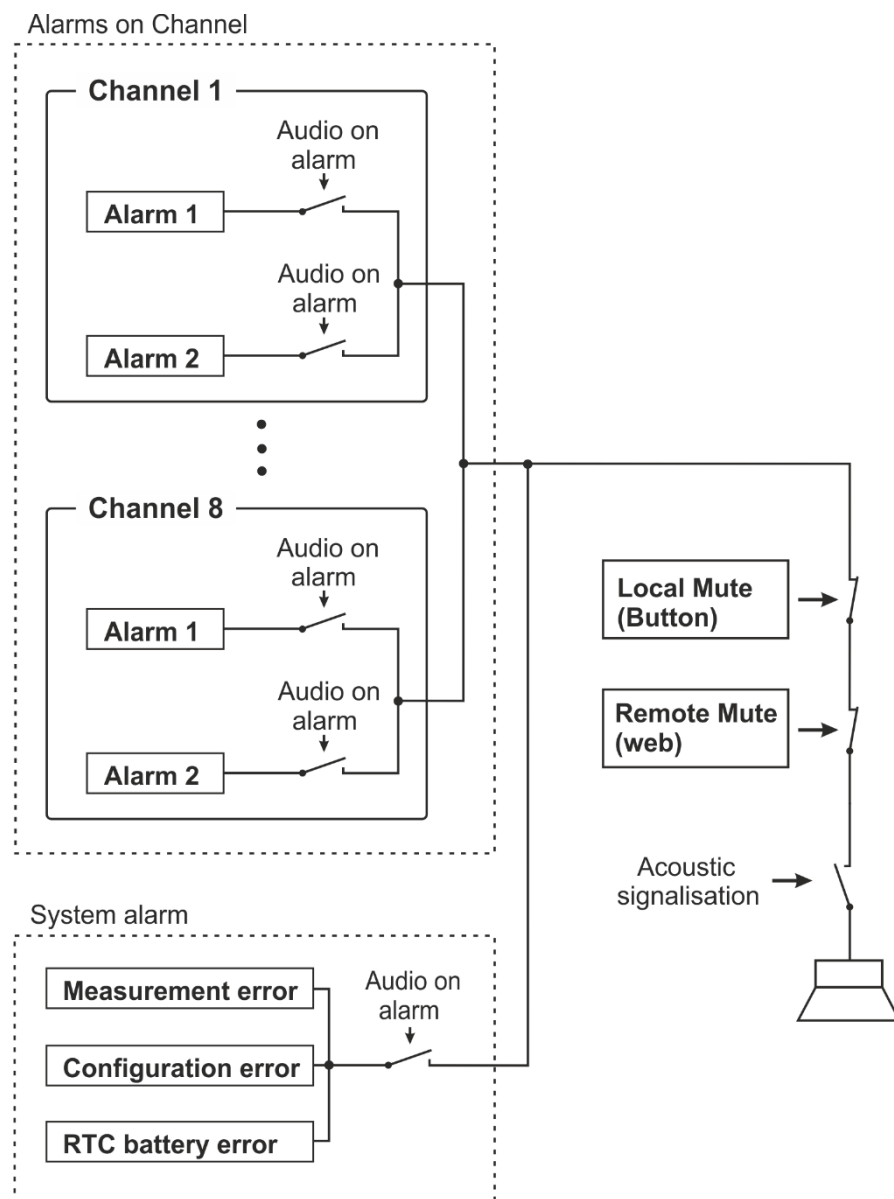 Alarms on Channel
Channel 1
Audio on
alarm
Alarm 1
Audio on
alarm
Alarm 2
Channel 8
Audio on
alarm
Alarm 1
Audio on
alarm
Alarm 2
Local Mute
(Button)
Remote Mute
(web)
Acoustic
signalisation
System alarm
Measurement error
Audio on
alarm
Configuration error
RTC battery error